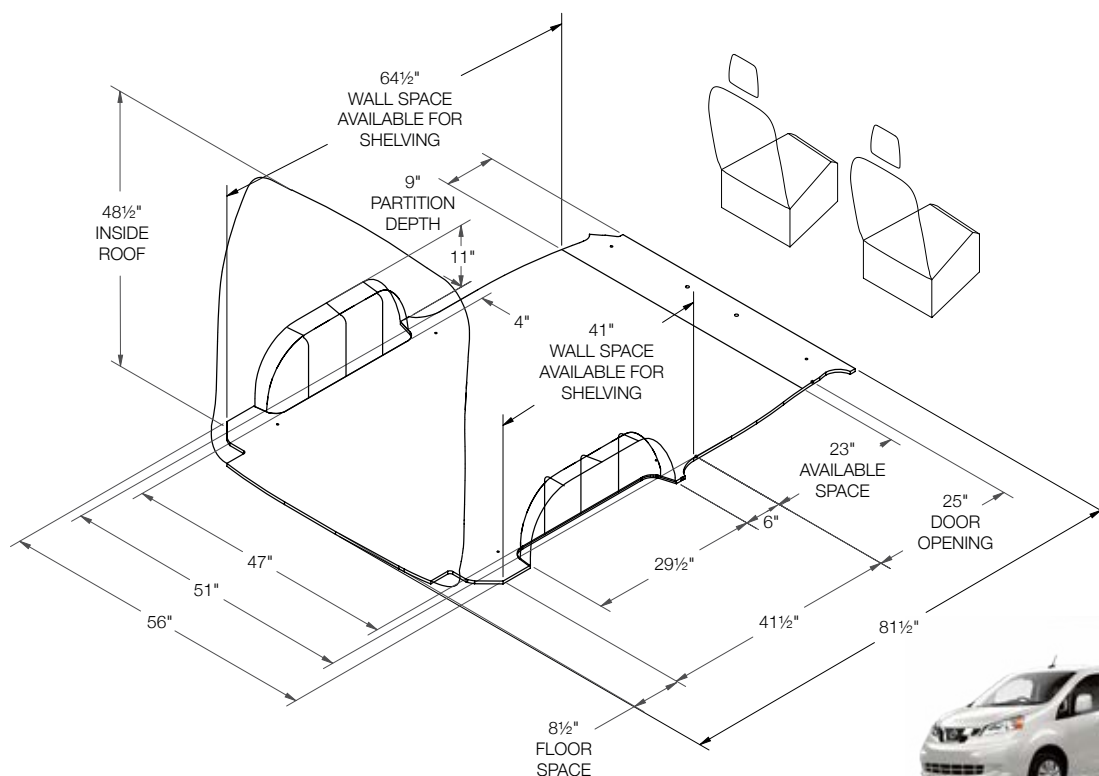 64½"
WALL SPACE
AVAILABLE FOR
SHELVING
9"
PARTITION
DEPTH
48½"
INSIDE
ROOF
11"
4"
41"
WALL SPACE
AVAILABLE FOR
SHELVING
23"
AVAILABLE
SPACE
25"
DOOR
OPENING
6"
29½"
47"
51"
56"
41½"
81½"
8½"
FLOOR
SPACE